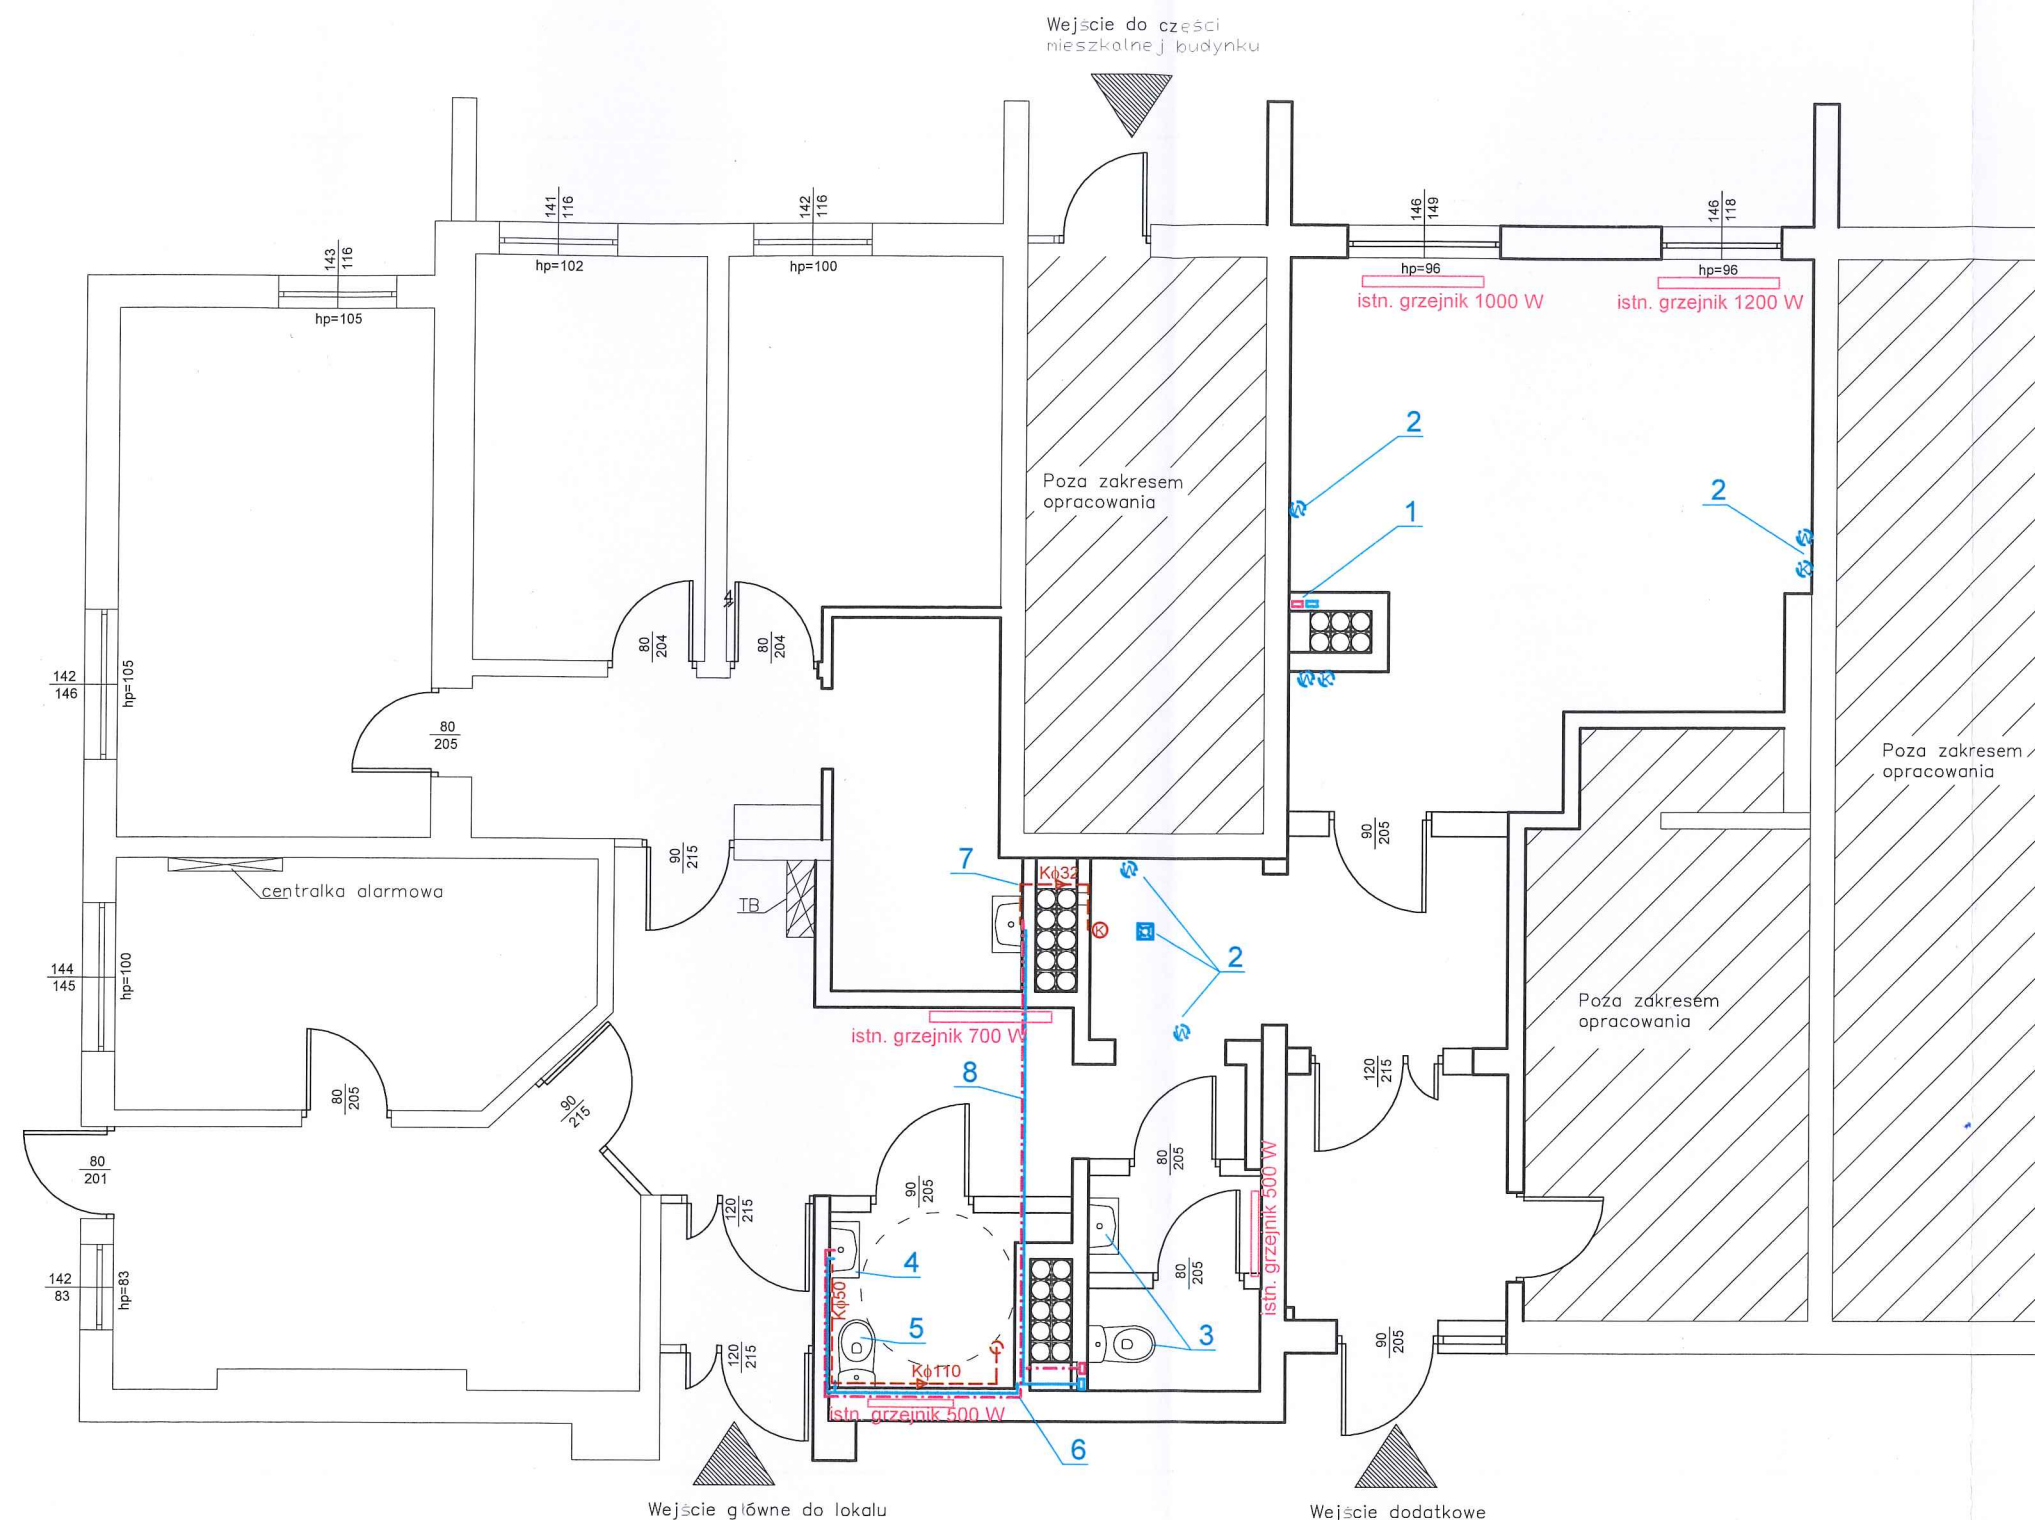 Wejście do części
mieszkalnej budynku
141
116
142
116
146
149
146
118
143
116
hp=102
hp=100
hp=96
hp=96
istn. grzejnik 1000 W
istn. grzejnik 1200 W
hp=105
2
Poza zakresem
opracowania
2
1
80
204
80
204
142
146
hp=105
80
205
Poza zakresem
opracowania
90
205
90
215
7
Kϕ32
centralka alarmowa
TB
K
2
144
145
hp=100
Poza zakresem
opracowania
istn. grzejnik 700 W
8
120
215
80
205
90
215
80
201
80
205
90
205
120
215
istn. grzejnik 500 W
4
Kϕ50
80
205
142
83
hp=83
5
3
120
215
90
205
Kϕ110
istn. grzejnik 500 W
6
Wejście główne do lokalu
Wejście dodatkowe